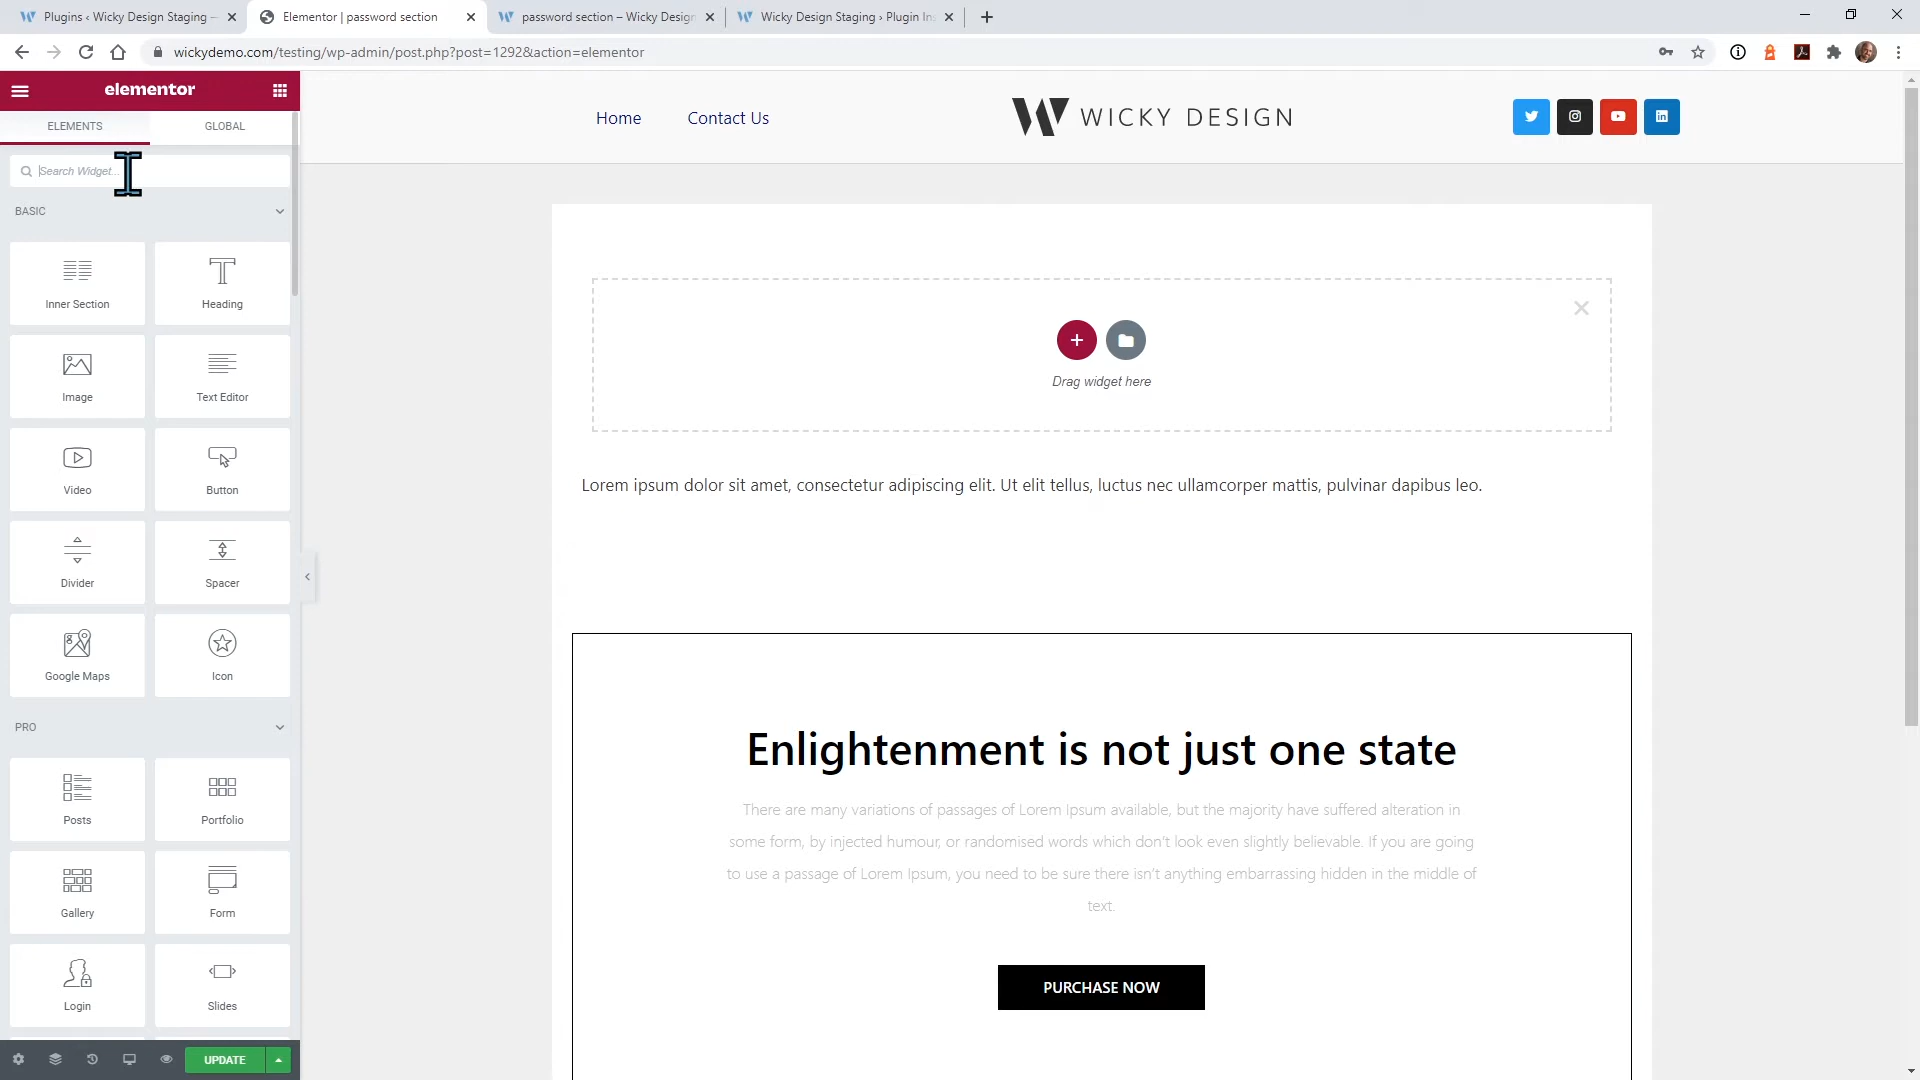 Plugins ‹ Wicky Design Staging —
Elementor | password section
password section – Wicky Design
Wicky Design Staging › Plugin Ins
wickydemo.com/testing/wp-admin/post.php?post=1292&action=elementor
elementor
ELEMENTS
GLOBAL
Search Widget...
BASIC
Inner Section
Heading
Image
Text Editor
Video
Button
Divider
Spacer
Google Maps
Icon
PRO
Posts
Portfolio
Gallery
Form
Login
Slides
UPDATE
Home
Contact Us
WICKY DESIGN
Drag widget here
Lorem ipsum dolor sit amet, consectetur adipiscing elit. Ut elit tellus, luctus nec ullamcorper mattis, pulvinar dapibus leo.
Enlightenment is not just one state
There are many variations of passages of Lorem Ipsum available, but the majority have suffered alteration in
some form, by injected humour, or randomised words which don't look even slightly believable. If you are going
to use a passage of Lorem Ipsum, you need to be sure there isn't anything embarrassing hidden in the middle of
text.
PURCHASE NOW